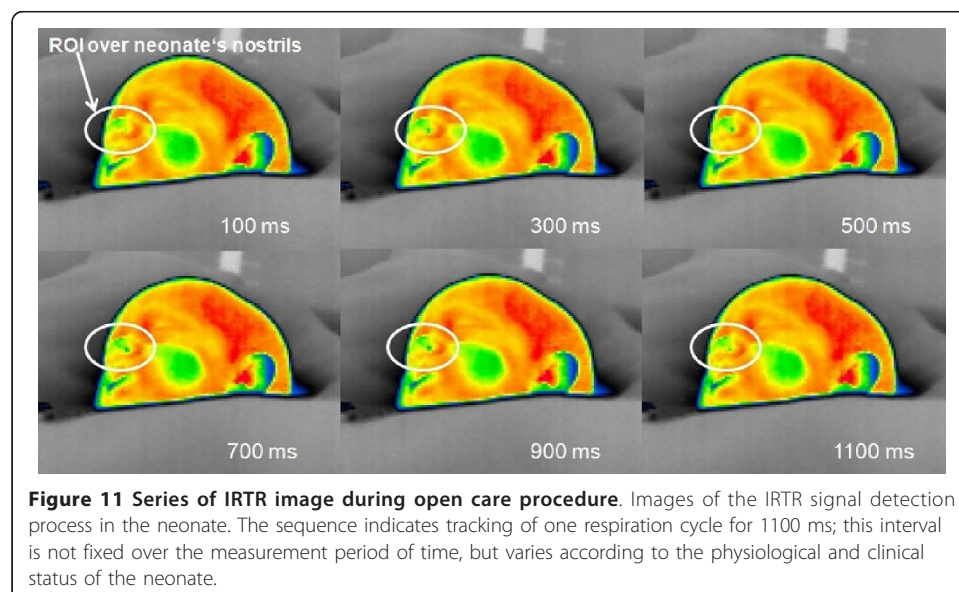 ROI over neonate's nostrils
100 ms
300 ms
500 ms
700 ms
900 ms
1100 ms
Figure 11 Series of IRTR image during open care procedure. Images of the IRTR signal detection
process in the neonate. The sequence indicates tracking of one respiration cycle for 1100 ms; this interval
is not fixed over the measurement period of time, but varies according to the physiological and clinical
status of the neonate.